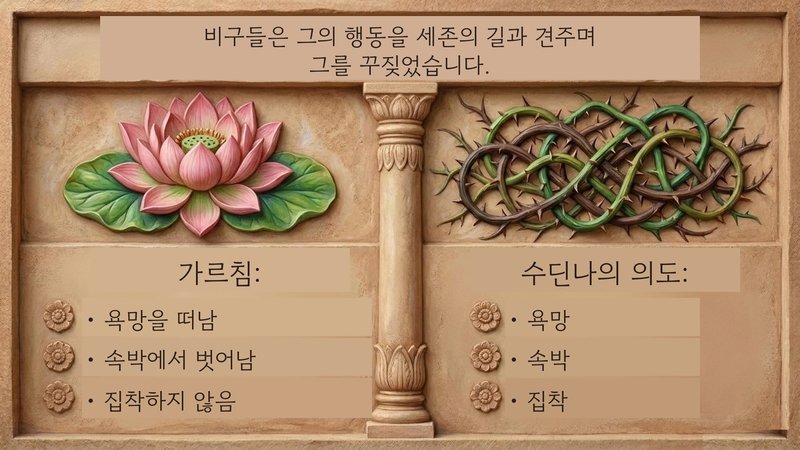 비구들은 그의 행동을 세존의 길과 견주며
그를 꾸짖었습니다.
가르침:
• 욕망을 떠남
• 속박에서 벗어남
• 집착하지 않음
수딘나의 의도:
• 욕망
• 속박
• 집착